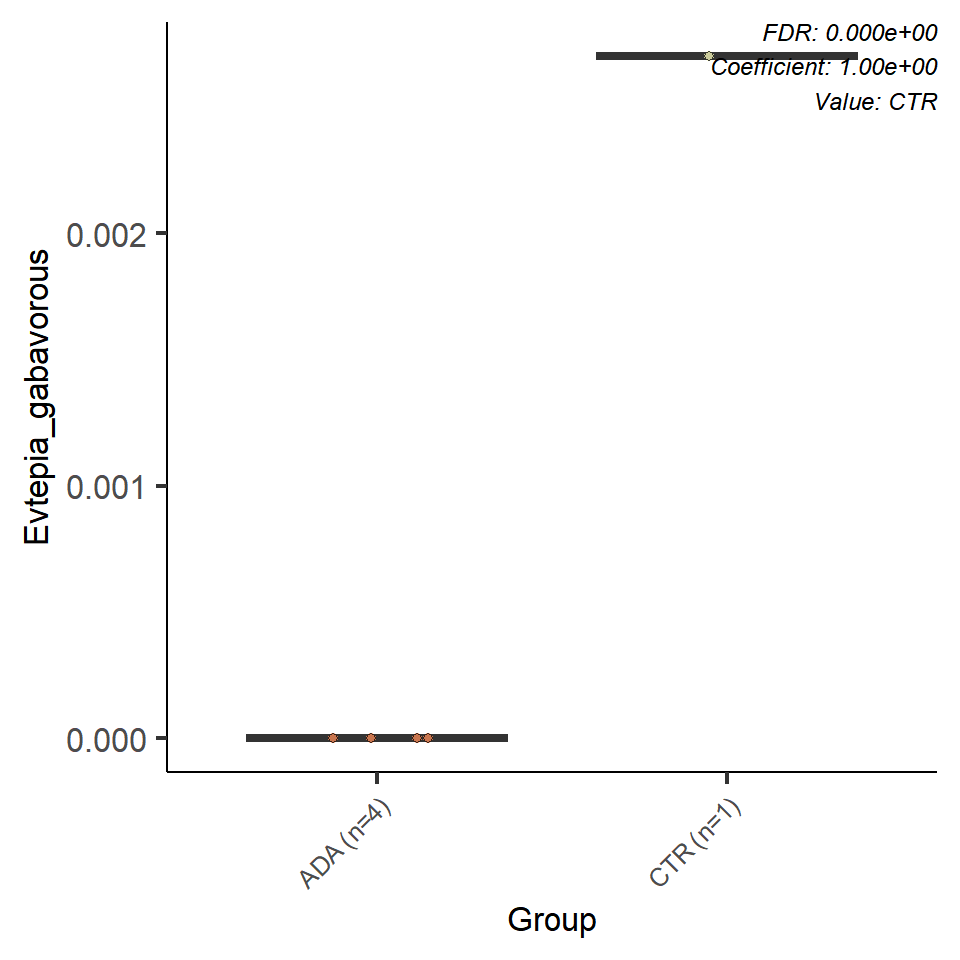 FDR: 0.000e+00
Coefficient: 1.00e+00
Value: CTR
0.002
0.001
0.000
Evtepia_gabavorous
ADA (n=4)
CTR (n=1)
Group